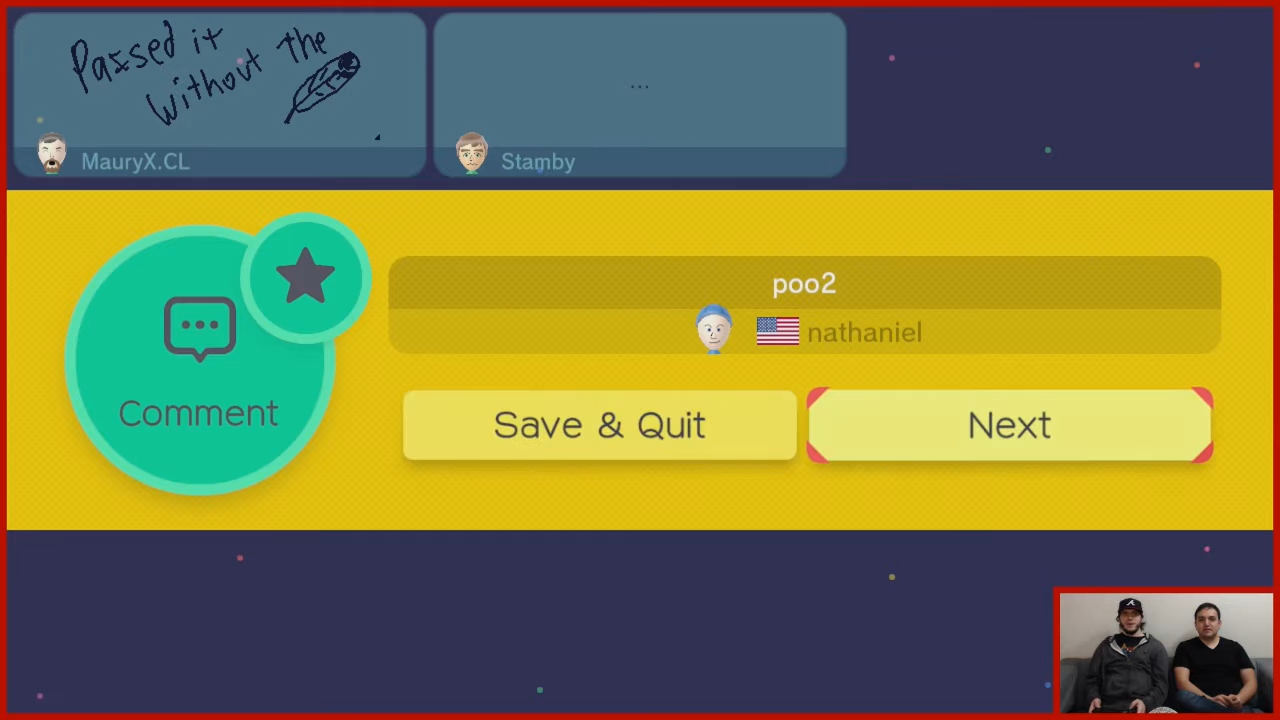 Passed it
without the
MauryX.CL
...
Stamby
poo2
nathaniel
Comment
Save & Quit
Next